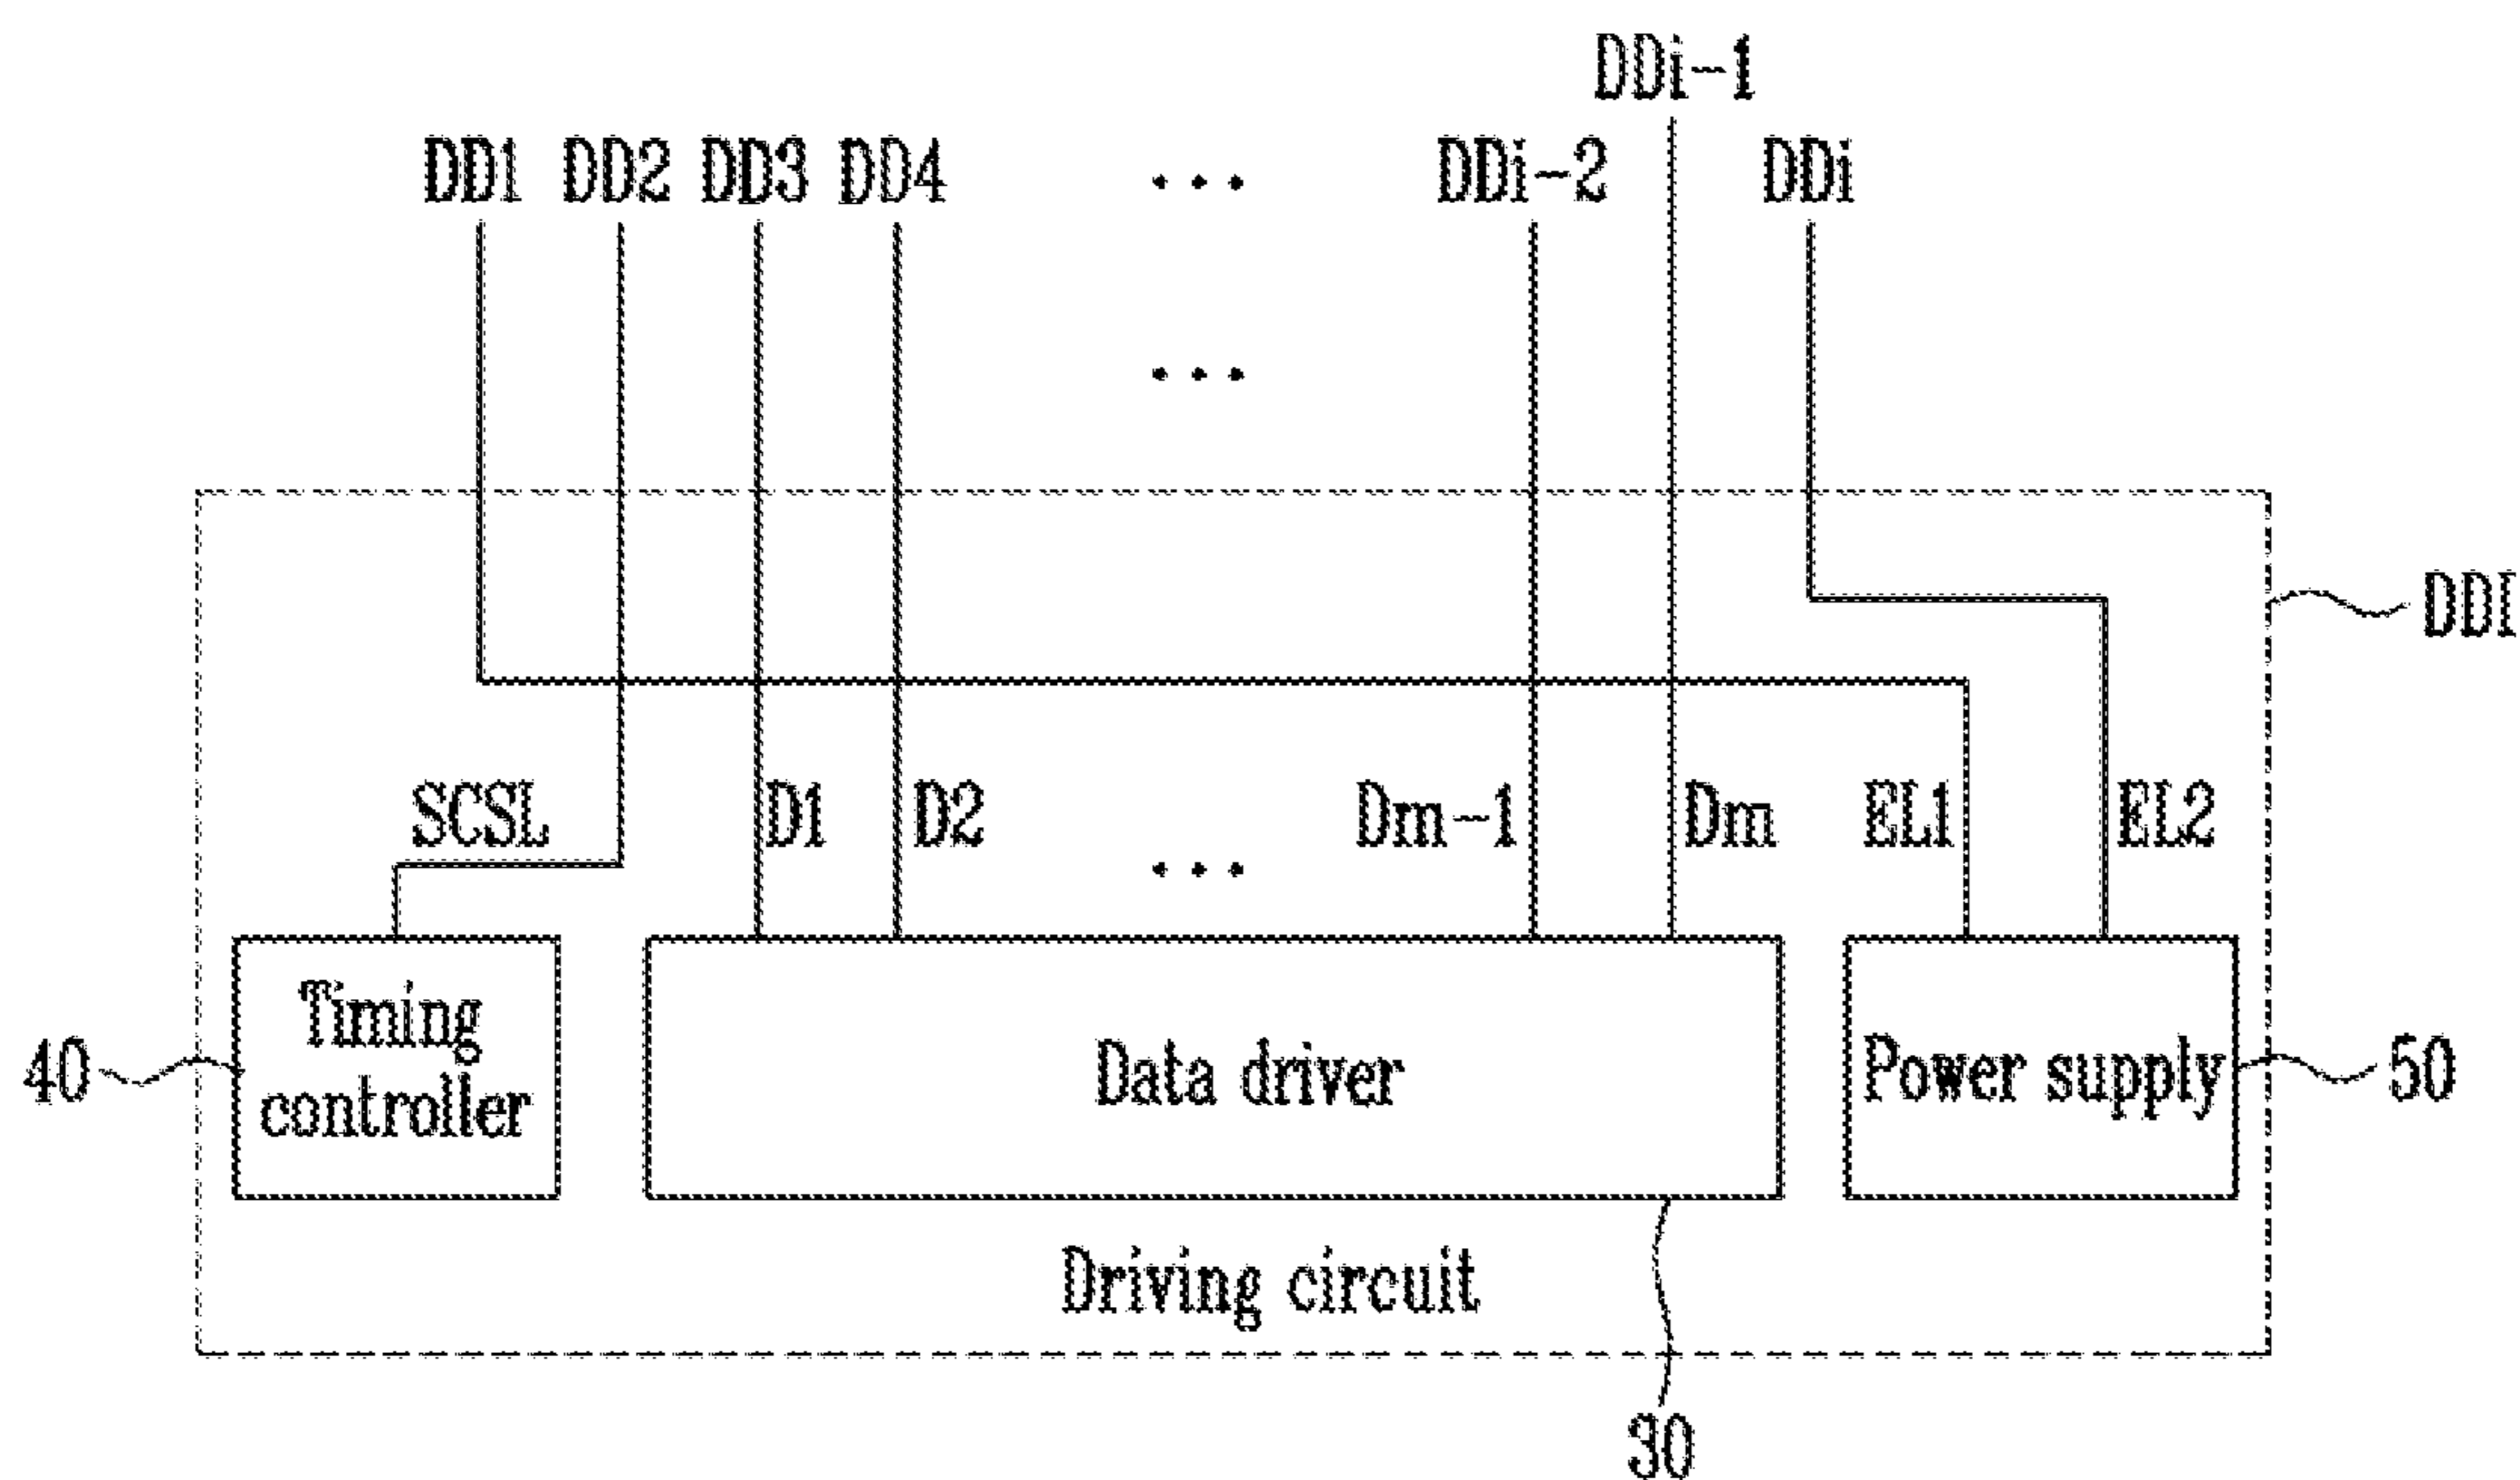 DDi-1
DD1 DD2 DD3 DD4 ... DDi-2 DDi
...
DDI
SCSL D1 D2 ... Dm-1 Dm EL1 EL2
Timing
controller
40
Data driver
Power supply
50
Driving circuit
30